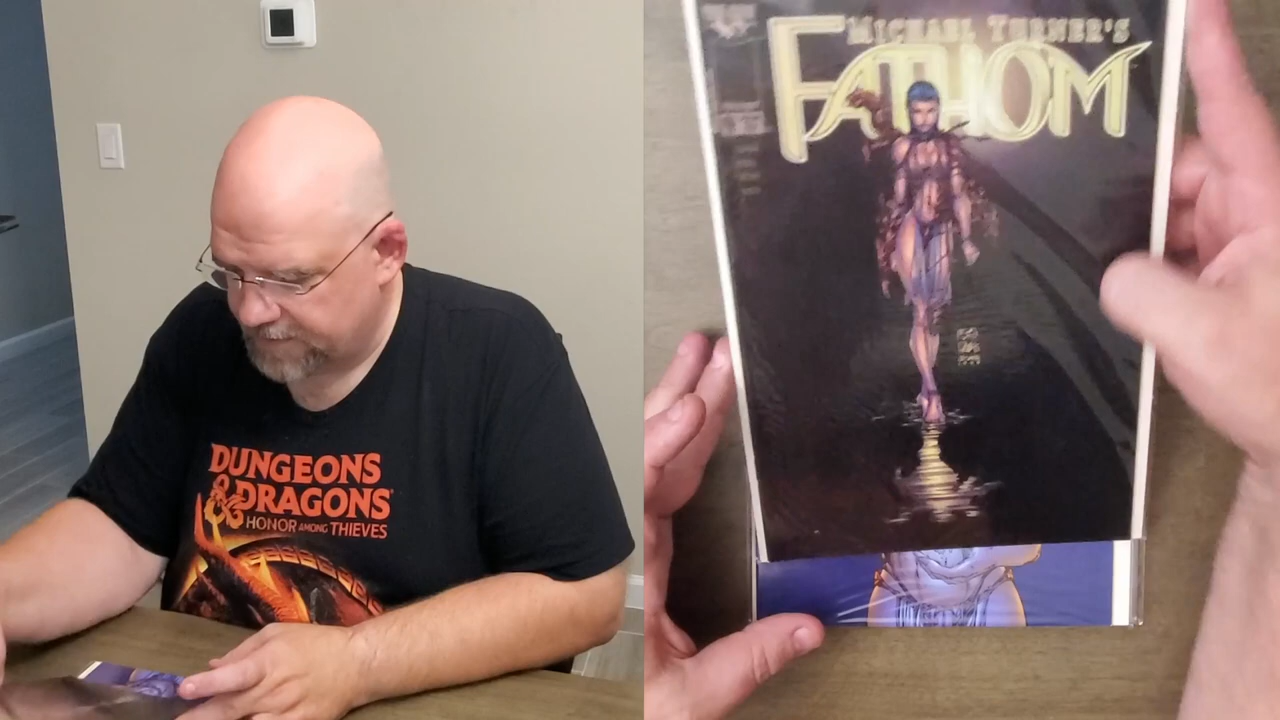 DUNGEONS
& DRAGONS
HONOR AMONG THIEVES
MICHAEL TURNER'S
FATHOM